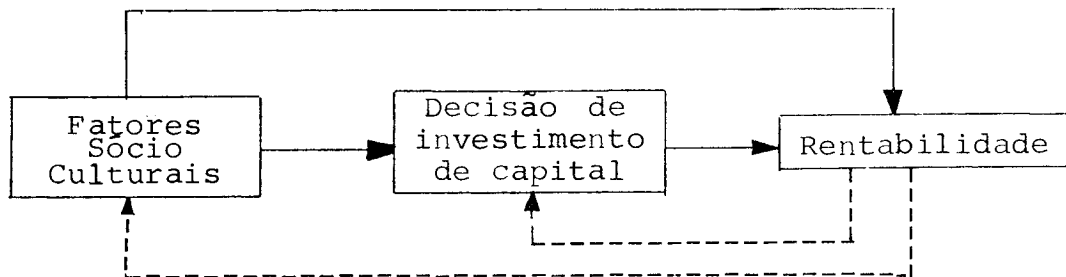 Fatores
Sócio
Culturais
Decisão de
investimento
de capital
Rentabilidade